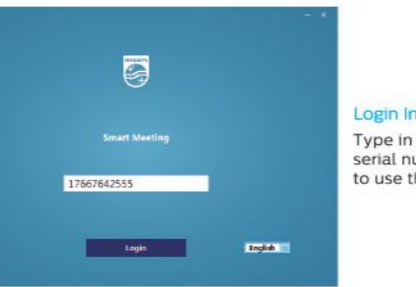 PHILIPS
Smart Meeting
17667642555
Login
English
Login In
Type in
serial nu
to use th